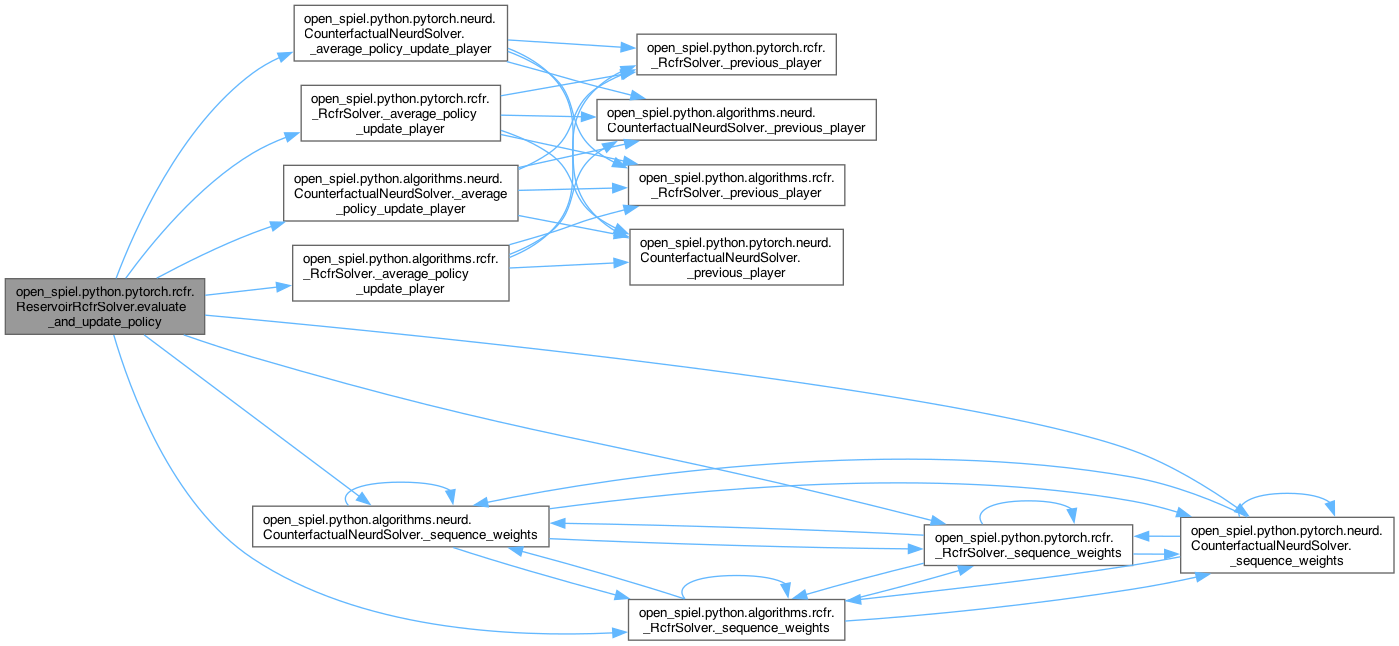 open_spiel.python.pytorch.neurd.
CounterfactualNeurdSolver.
_average_policy_update_player
open_spiel.python.pytorch.rcfr.
_RcfrSolver._previous_player
open_spiel.python.pytorch.rcfr.
_RcfrSolver._average_policy
_update_player
open_spiel.python.algorithms.neurd.
CounterfactualNeurdSolver._previous_player
open_spiel.python.algorithms.neurd.
CounterfactualNeurdSolver._average
_policy_update_player
open_spiel.python.algorithms.rcfr.
_RcfrSolver._previous_player
open_spiel.python.algorithms.rcfr.
_RcfrSolver._average_policy
_update_player
open_spiel.python.pytorch.neurd.
CounterfactualNeurdSolver.
_previous_player
open_spiel.python.pytorch.rcfr.
ReservoirRcfrSolver.evaluate
_and_update_policy
open_spiel.python.algorithms.neurd.
CounterfactualNeurdSolver._sequence_weights
open_spiel.python.pytorch.rcfr.
_RcfrSolver._sequence_weights
open_spiel.python.pytorch.neurd.
CounterfactualNeurdSolver.
_sequence_weights
open_spiel.python.algorithms.rcfr.
_RcfrSolver._sequence_weights